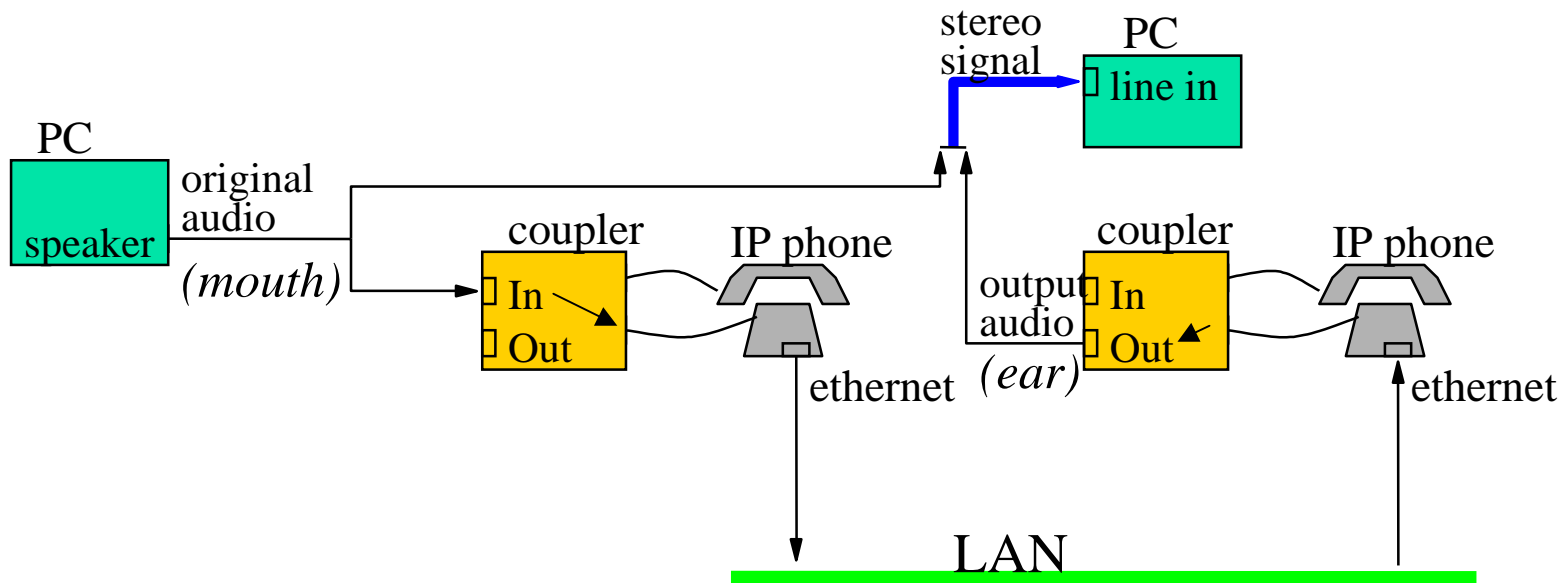 stereo
signal
PC
line in
PC
original
audio
speaker
(mouth)
coupler
In
Out
IP phone
ethernet
output
audio
(ear)
coupler
In
Out
IP phone
ethernet
LAN